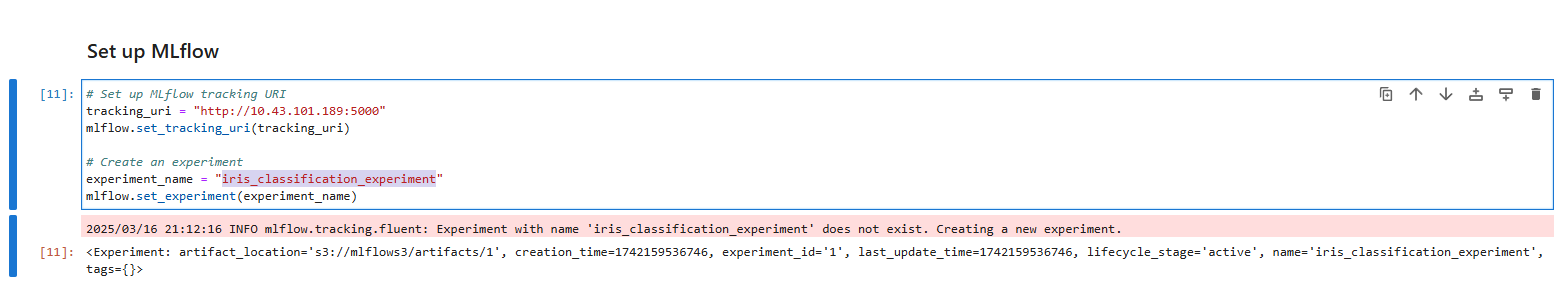 Set up MLflow
[11]:
# Set up MLflow tracking URI
tracking_uri = "http://10.43.101.189:5000"
mlflow.set_tracking_uri(tracking_uri)
# Create an experiment
experiment_name = "iris_classification_experiment"
mlflow.set_experiment(experiment_name)
2025/03/16 21:12:16 INFO mlflow.tracking.fluent: Experiment with name 'iris_classification_experiment' does not exist. Creating a new experiment.
[11]:
<Experiment: artifact_location='s3://mlflows3/artifacts/1', creation_time=1742159536746, experiment_id='1', last_update_time=1742159536746, lifecycle_stage='active', name='iris_classification_experiment',
tags={}>